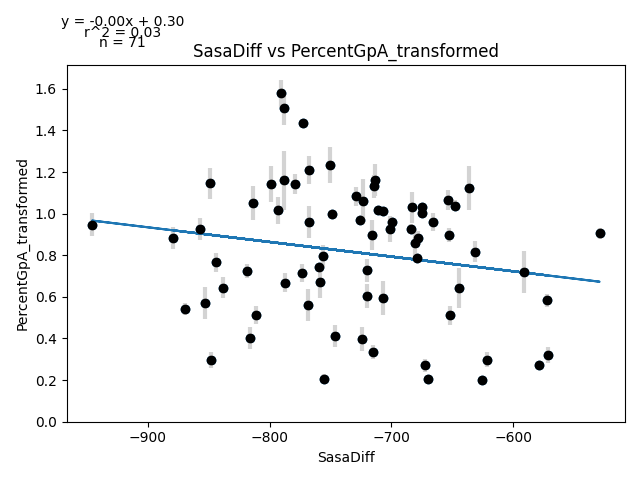 y = -0.00x + 0.30
r^2 = 0.03
n = 71
SasaDiff vs PercentGpA_transformed
PercentGpA_transformed
1.6
1.4
1.2
1.0
0.8
0.6
0.4
0.2
0.0
−900
−800
−700
−600
SasaDiff